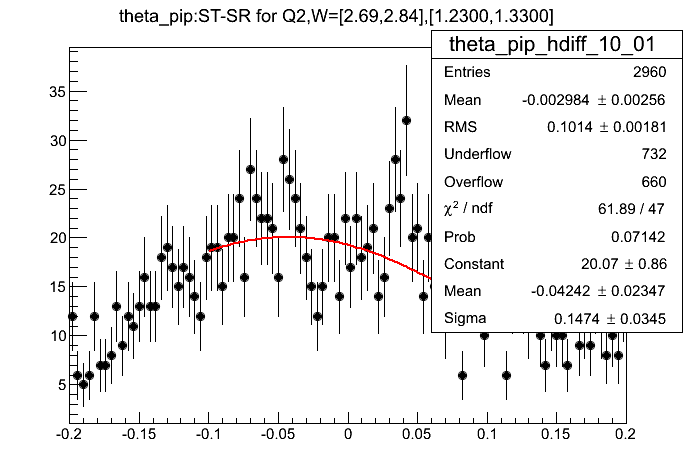 theta_pip:ST-SR for Q2,W=[2.69,2.84],[1.2300,1.3300]
theta_pip_hdiff_10_01
Entries 2960
Mean -0.002984 ± 0.00256
RMS 0.1014 ± 0.00181
Underflow 732
Overflow 660
χ² / ndf 61.89 / 47
Prob 0.07142
Constant 20.07 ± 0.86
Mean -0.04242 ± 0.02347
Sigma 0.1474 ± 0.0345
35
30
25
20
15
10
5
-0.2 -0.15 -0.1 -0.05 0 0.05 0.1 0.15 0.2